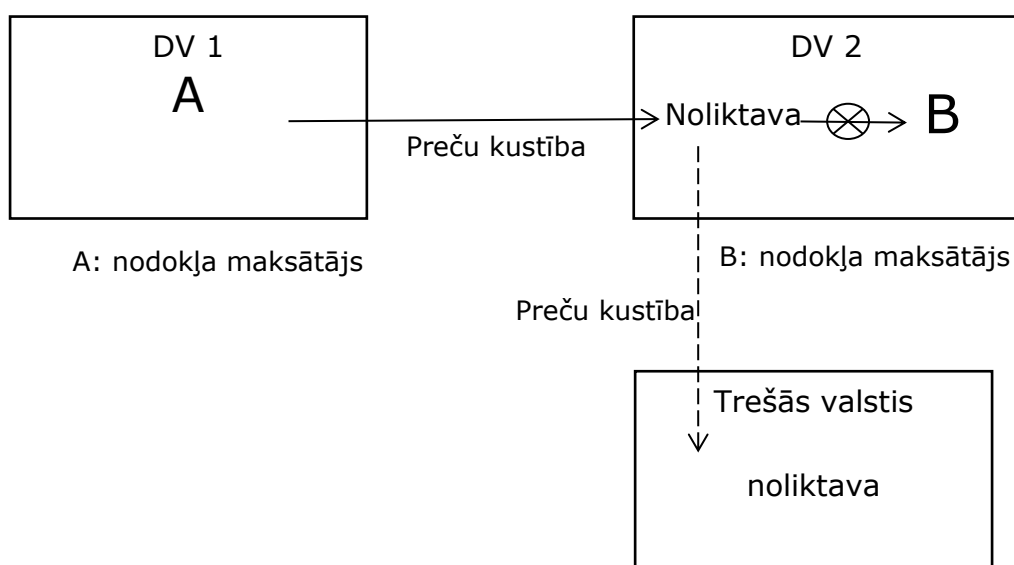 DV 1
A
DV 2
Noliktava
B
Preču kustība
A: nodokļa maksātājs
B: nodokļa maksātājs
Preču kustība
Trešās valstis
noliktava